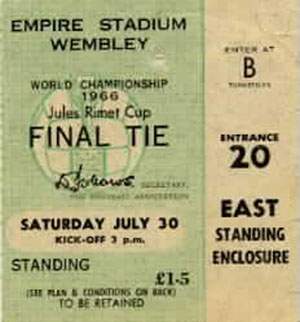 EMPIRE STADIUM
WEMBLEY
WORLD CHAMPIONSHIP
1966
Jules Rimet Cup
FINAL TIE
SECRETARY,
THE FOOTBALL ASSOCIATION
SATURDAY JULY 30
KICK-OFF 3 p.m.
STANDING
£1·5
(SEE PLAN & CONDITIONS ON BACK)
TO BE RETAINED
ENTER AT
B
TURNSTILES
ENTRANCE
20
EAST
STANDING
ENCLOSURE